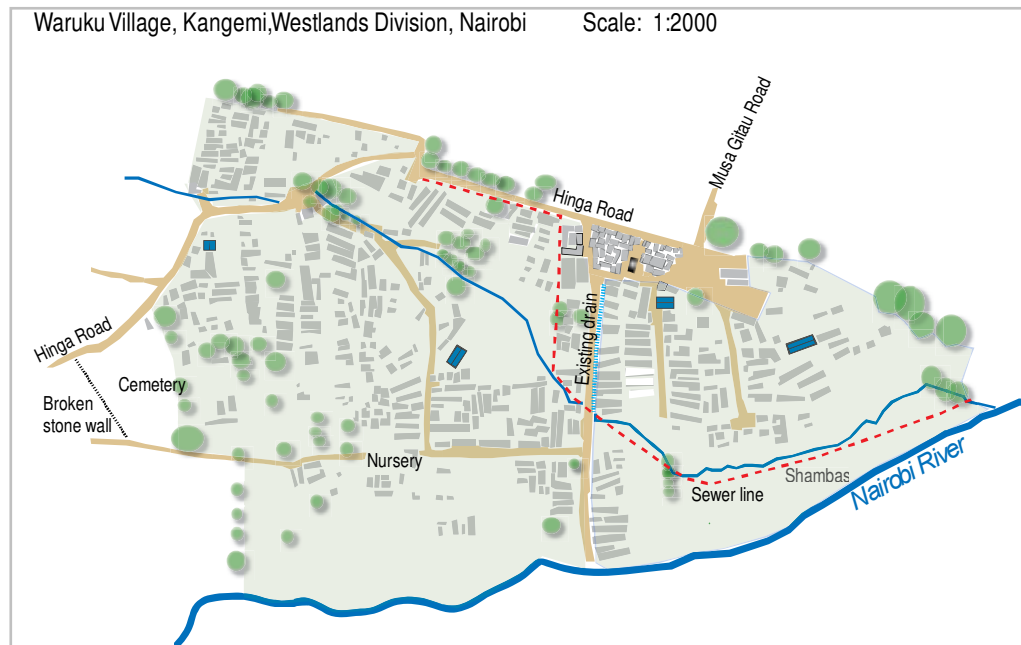 Waruku Village, Kangemi,Westlands Division, Nairobi Scale: 1:2000
Musa Gitau Road
Hinga Road
Existing drain
Hinga Road
Cemetery
Broken
stone wall
Nursery
Sewer line
Shambas
Nairobi River